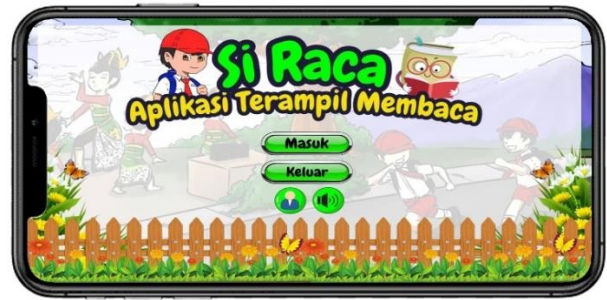 Si Raca
Aplikasi Terampil Membaca
Masuk
Keluar